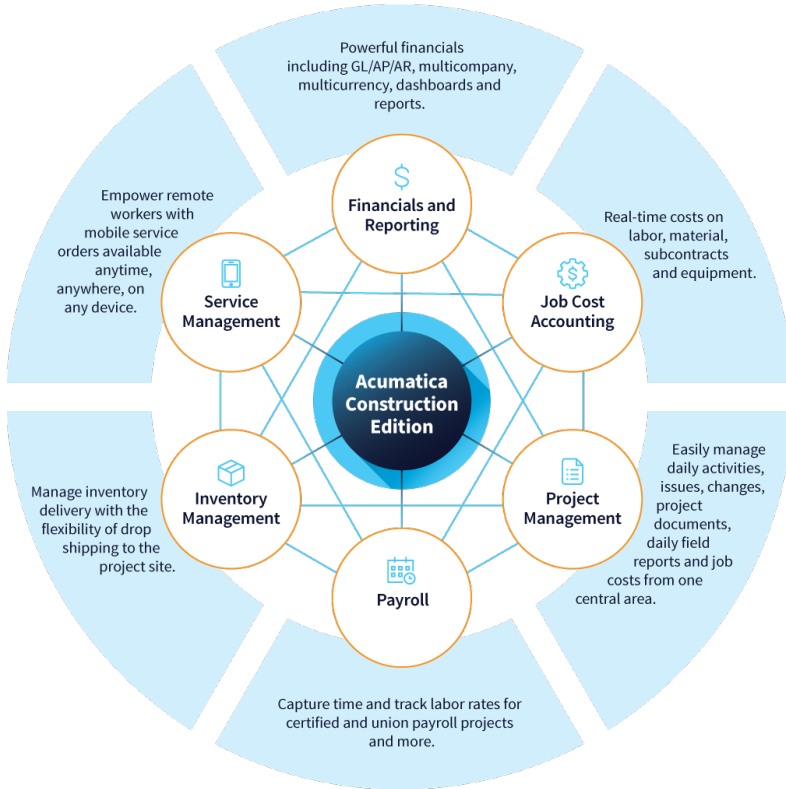 Powerful financials
including GL/AP/AR, multicompany,
multicurrency, dashboards and
reports.
Financials and
Reporting
Real-time costs on
labor, material,
subcontracts
and equipment.
Job Cost
Accounting
Easily manage
daily activities,
issues, changes,
project
documents,
daily field
reports and job
costs from one
central area.
Project
Management
Capture time and track labor rates for
certified and union payroll projects
and more.
Payroll
Manage inventory
delivery with the
flexibility of drop
shipping to the
project site.
Inventory
Management
Empower remote
workers with
mobile service
orders available
anytime,
anywhere, on
any device.
Service
Management
Acumatica
Construction
Edition